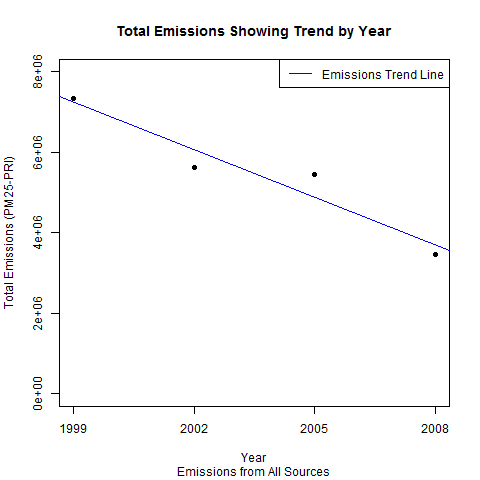 Total Emissions Showing Trend by Year
Emissions Trend Line
Total Emissions (PM25-PRI)
8e+06
6e+06
4e+06
2e+06
0e+00
1999 2002 2005 2008
Year
Emissions from All Sources